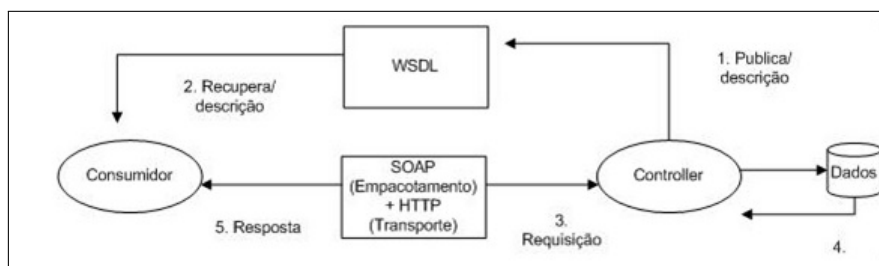 WSDL
1. Publica/
descrição
2. Recupera/
descrição
Consumidor
SOAP
(Empacotamento)
+ HTTP
(Transporte)
Controller
Dados
5. Resposta
3.
Requisição
4.